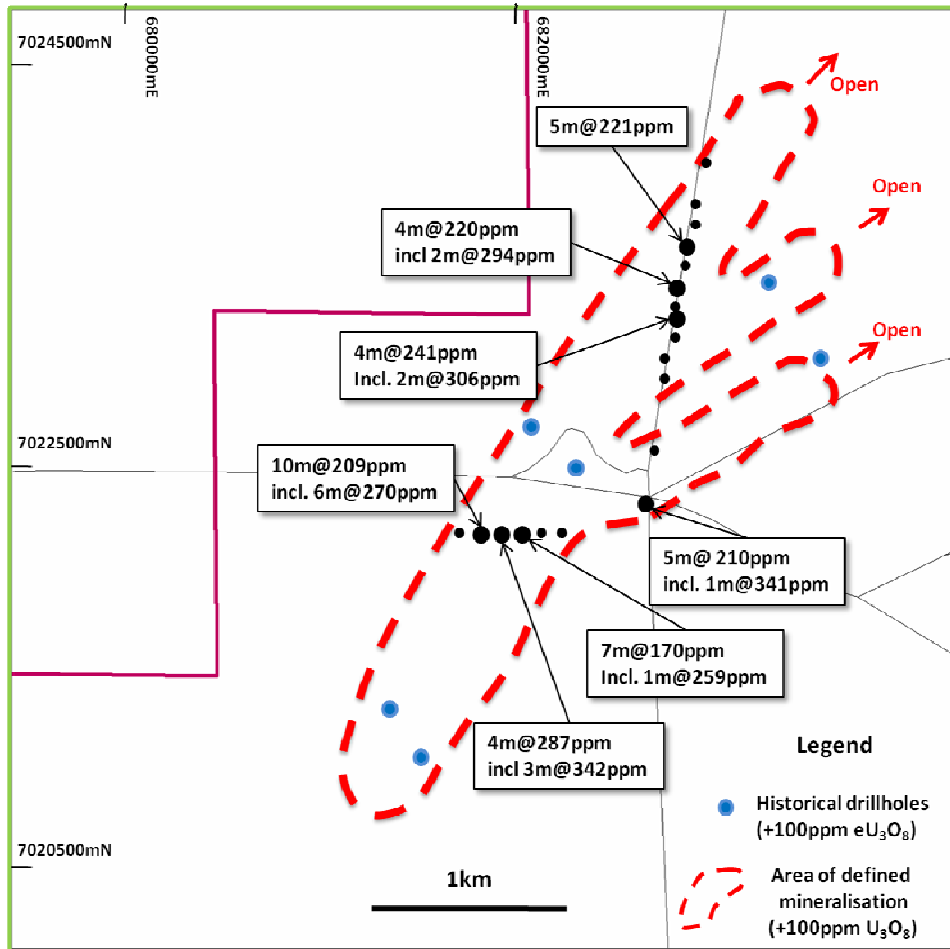 680000mE
682000mE
7024500mN
Open
5m@221ppm
Open
4m@220ppm
incl 2m@294ppm
Open
4m@241ppm
Incl. 2m@306ppm
7022500mN
10m@209ppm
incl. 6m@270ppm
5m@ 210ppm
incl. 1m@341ppm
7m@170ppm
Incl. 1m@259ppm
4m@287ppm
incl 3m@342ppm
Legend
Historical drillholes
(+100ppm eU₃O₈)
7020500mN
1km
Area of defined
mineralisation
(+100ppm U₃O₈)